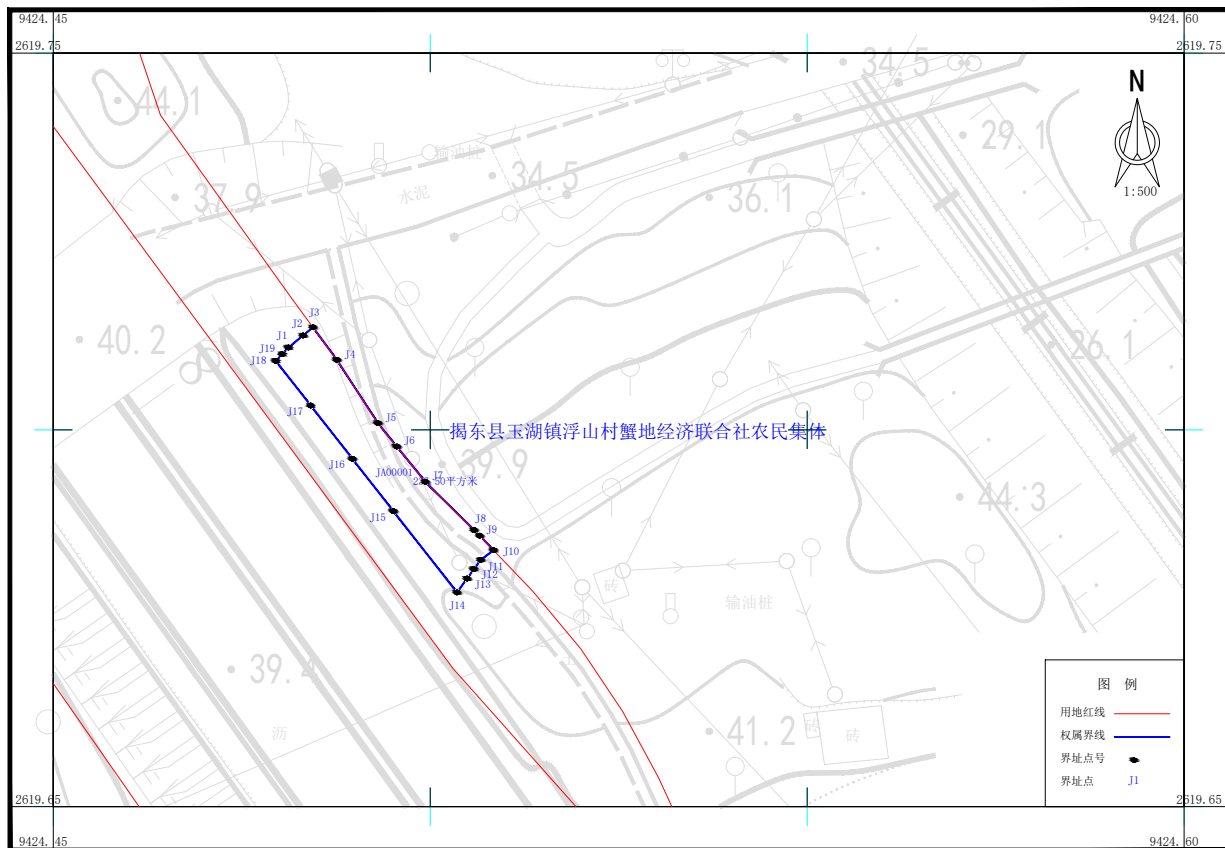 9424.45
9424.60
2619.75
2619.75
N
1:500
44.1
34.5
29.1
输油桩
34.5
37.9
水泥
36.1
40.2
26.1
J3
J2
J1
J19
J18
J4
J17
J5
揭东县玉湖镇浮山村蟹地经济联合社农民集体
J6
J16
39.9
JA00001
J7
50平方米
44.3
J15
J8
J9
J10
J11
J12
J13
J14
砖
输油桩
土
39.4
沥
41.2
砖
砖
图 例
用地红线
权属界线
界址点号
界址点 J1
2619.65
2619.65
9424.45
9424.60